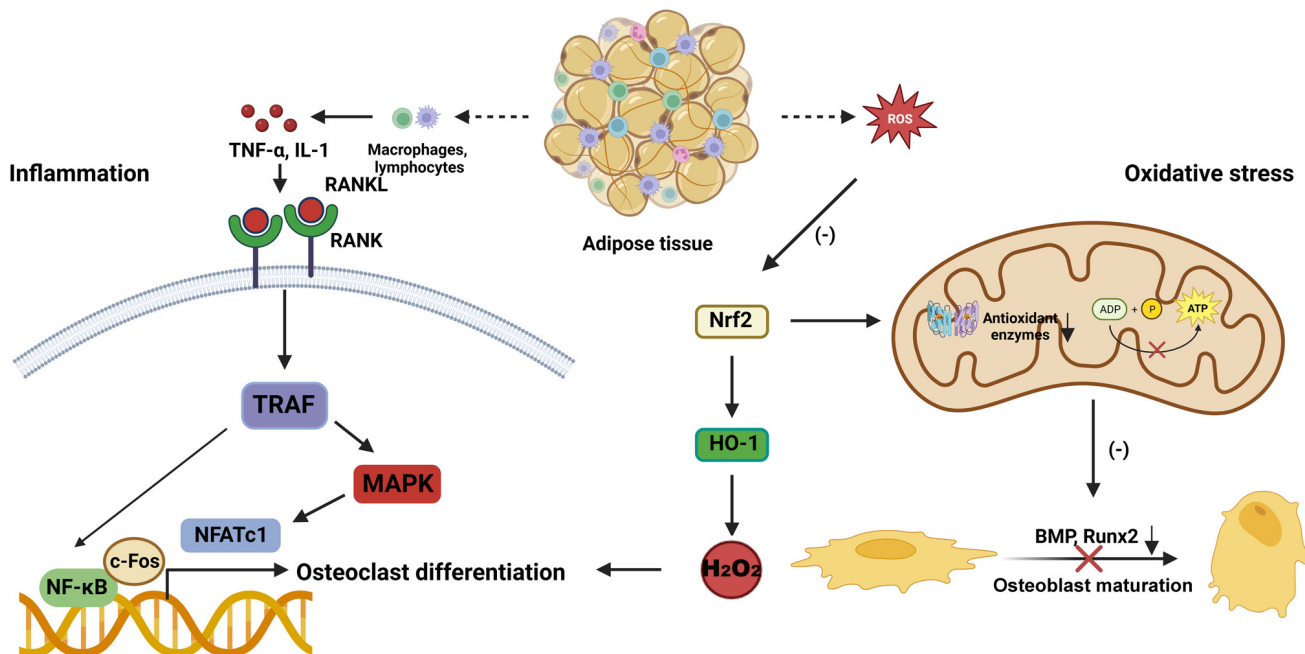 ROS
TNF-α, IL-1
Macrophages,
lymphocytes
Inflammation
Oxidative stress
RANKL
RANK
Adipose tissue
(-)
Nrf2
Antioxidant
enzymes
ADP + P
ATP
TRAF
HO-1
(-)
MAPK
NFATc1
c-Fos
NF-κB
Osteoclast differentiation
H₂O₂
BMP, Runx2
Osteoblast maturation